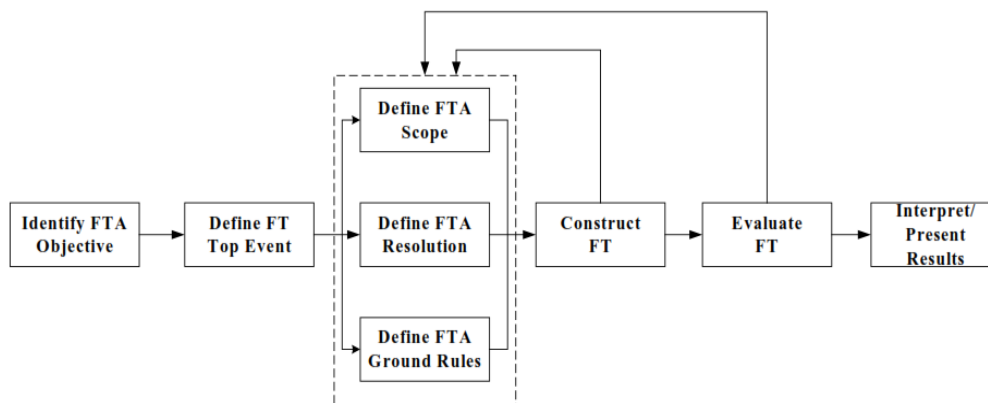 Define FTA
Scope
Identify FTA
Objective
Define FT
Top Event
Define FTA
Resolution
Construct
FT
Evaluate
FT
Interpret/
Present
Results
Define FTA
Ground Rules